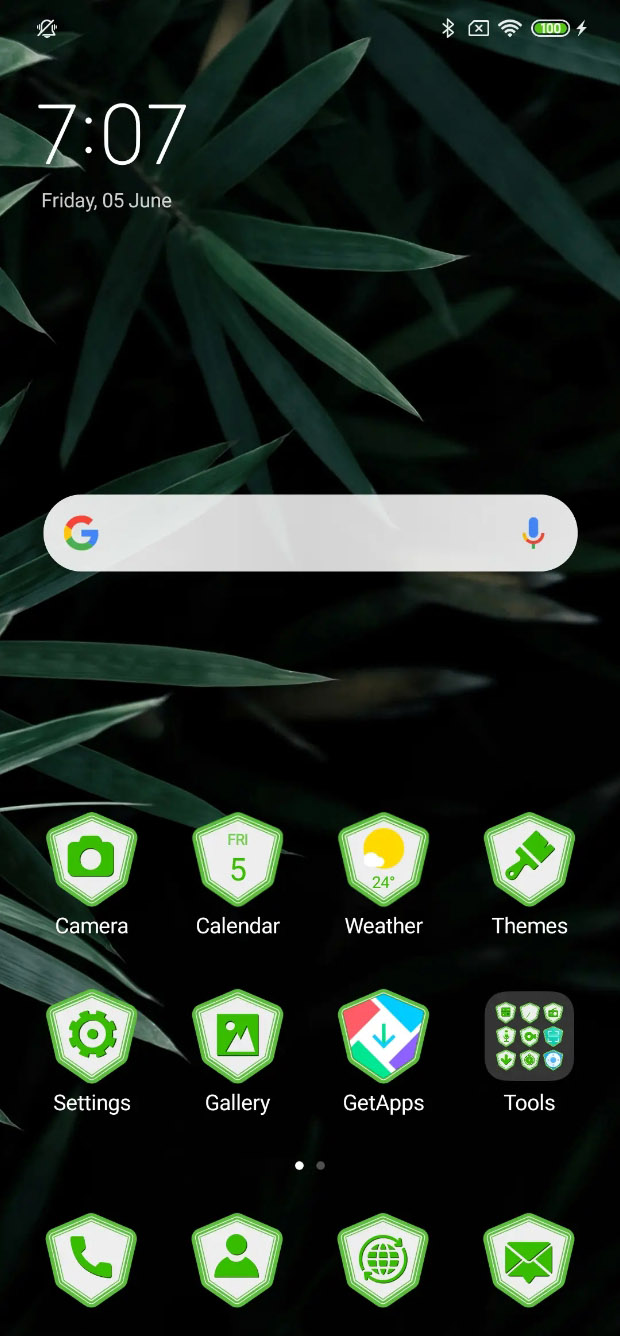 100
7:07
Friday, 05 June
G
FRI
5
24°
Camera Calendar Weather Themes
Settings Gallery GetApps Tools